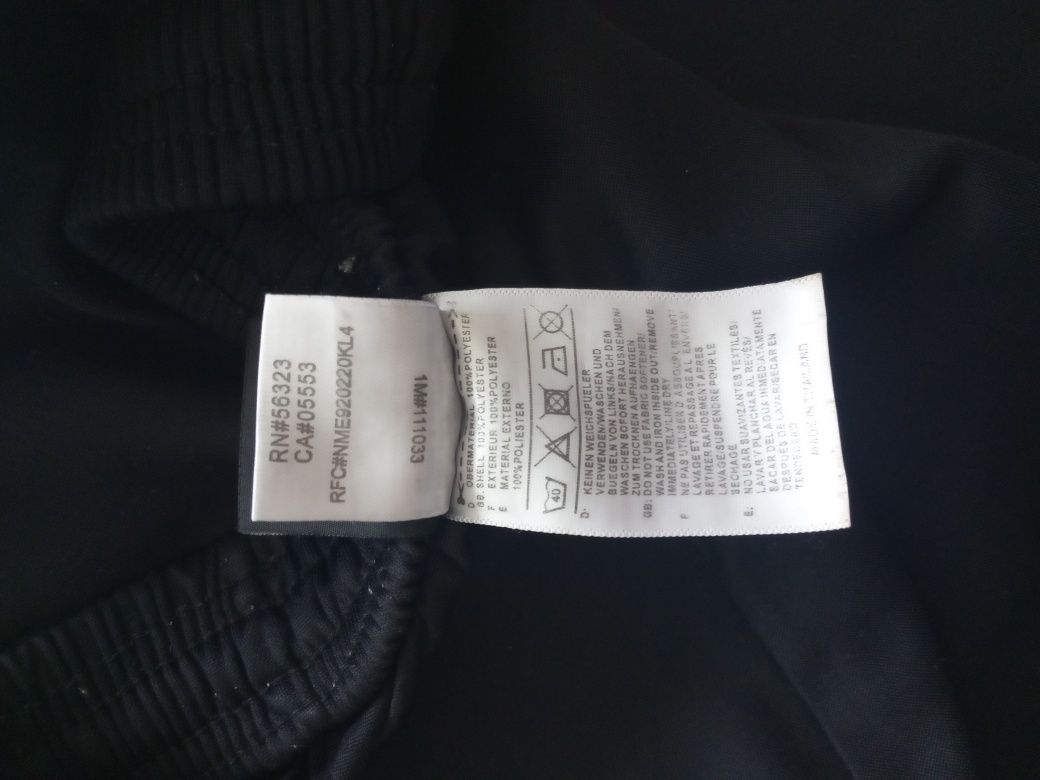 RN#56323
CA#05553
RFC#NIME920220KL4
1M#1111033
D OBERMATERIAL 100%POLYESTER
GB. SHELL 100%POLYESTER
F EXTERIEUR 100%POLYESTER
E MATERIAL EXTERNO
100%POLIESTER
40
D- KEINEN WEICHSPUELER
VERWENDEN/WASCHEN UND
BUEGELN VON LINKS/NACH DEM
WASCHEN SOFORT HERAUSNEHMEN/
ZUM TROCKNEN AUFHAENGEN
GB: DO NOT USE FABRIC SOFTENER/
WASH AND IRON INSIDE OUT/REMOVE
IMMEDIATELY/LINE DRY
F NE PAS UTILISER D ASSOUPLISSANT/
LAVAGE ET REPASSAGE A L ENVERS/
RETIRER RAPIDEMENT APRES
LAVAGE/SUSPENDRE POUR LE
SECHAGE
E: NO USAR SUAVIZANTES TEXTILES/
LAVAR Y PLANCHAR AL REVES/
SACAR DEL AGUA INMEDIATAMENTE
DESPUES DE LAVAR/SECAR EN
TENDEDERO
MADE IN THAILAND